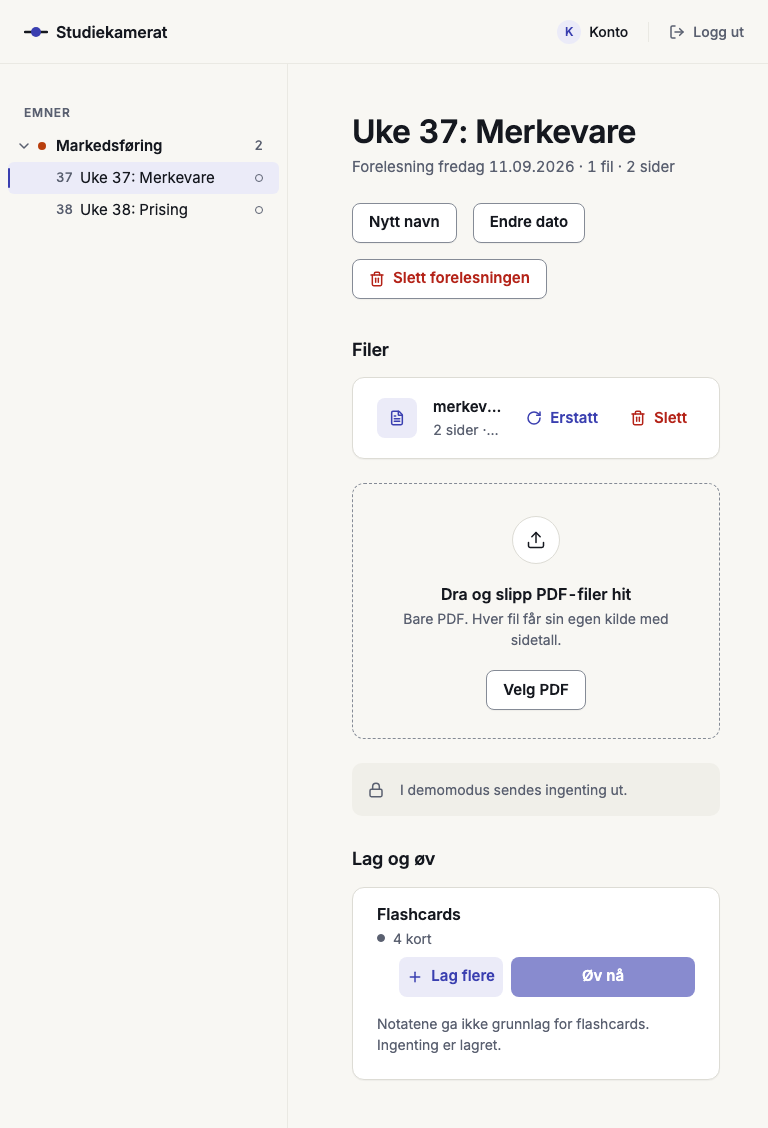 Studiekamerat
K Konto
Logg ut
EMNER
Markedsføring 2
37 Uke 37: Merkevare
38 Uke 38: Prising
Uke 37: Merkevare
Forelesning fredag 11.09.2026 · 1 fil · 2 sider
Nytt navn
Endre dato
Slett forelesningen
Filer
merkev...
2 sider ·...
Erstatt
Slett
Dra og slipp PDF-filer hit
Bare PDF. Hver fil får sin egen kilde med
sidetall.
Velg PDF
I demomodus sendes ingenting ut.
Lag og øv
Flashcards
4 kort
Lag flere
Øv nå
Notatene ga ikke grunnlag for flashcards.
Ingenting er lagret.